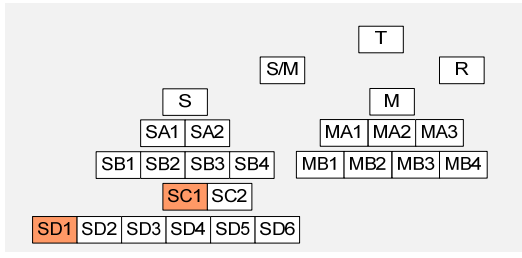 T
S/M R
S M
SA1 SA2 MA1 MA2 MA3
SB1 SB2 SB3 SB4 MB1 MB2 MB3 MB4
SC1 SC2
SD1 SD2 SD3 SD4 SD5 SD6